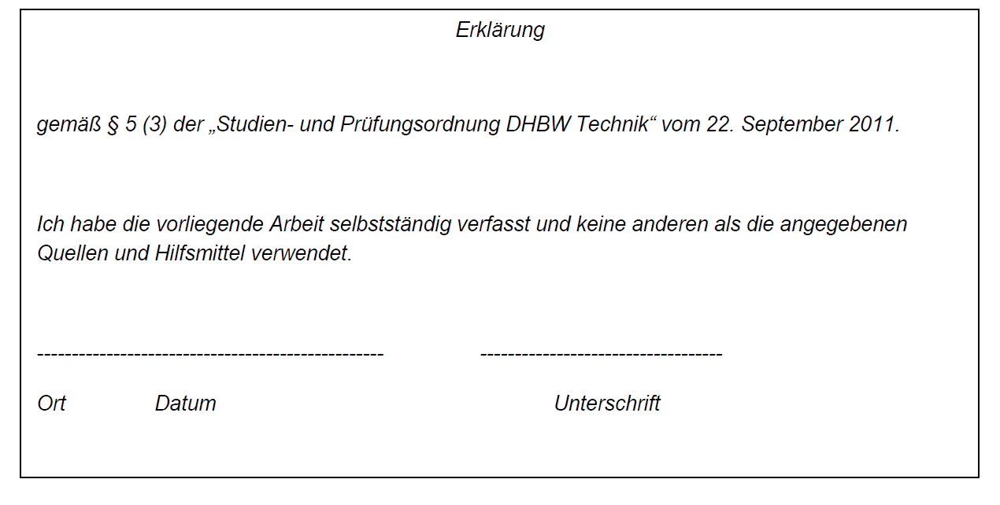 Erklärung
gemäß § 5 (3) der „Studien- und Prüfungsordnung DHBW Technik“ vom 22. September 2011.
Ich habe die vorliegende Arbeit selbstständig verfasst und keine anderen als die angegebenen
Quellen und Hilfsmittel verwendet.
-------------------------------------------------- -----------------------------------
Ort Datum Unterschrift